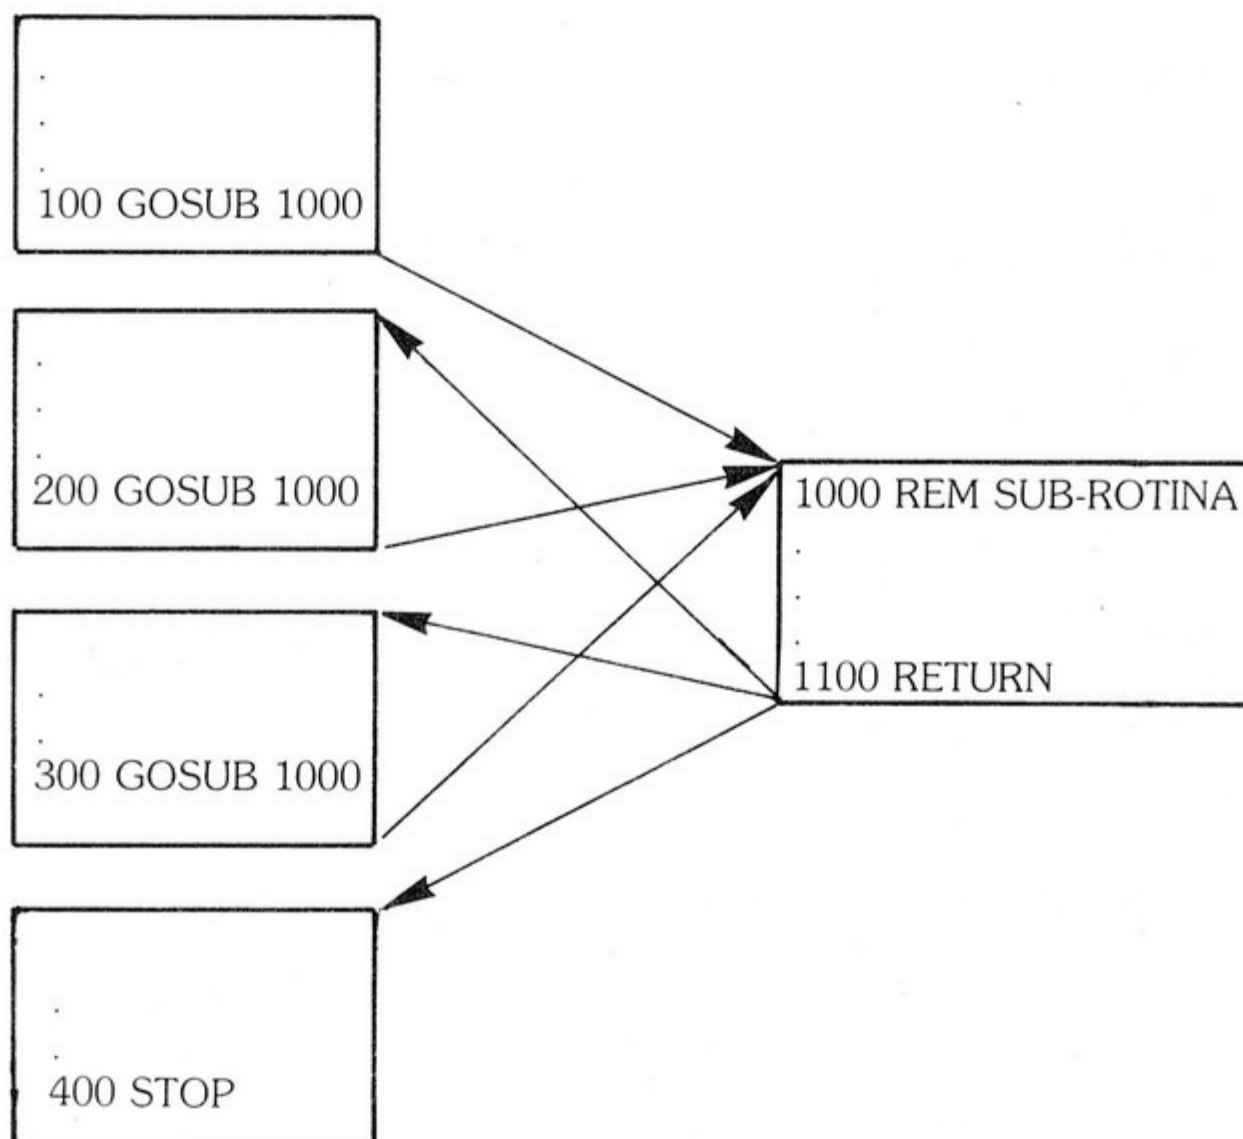 .
.
.
100 GOSUB 1000
.
.
.
200 GOSUB 1000
.
.
300 GOSUB 1000
.
.
400 STOP
1000 REM SUB-ROTINA
.
.
.
1100 RETURN